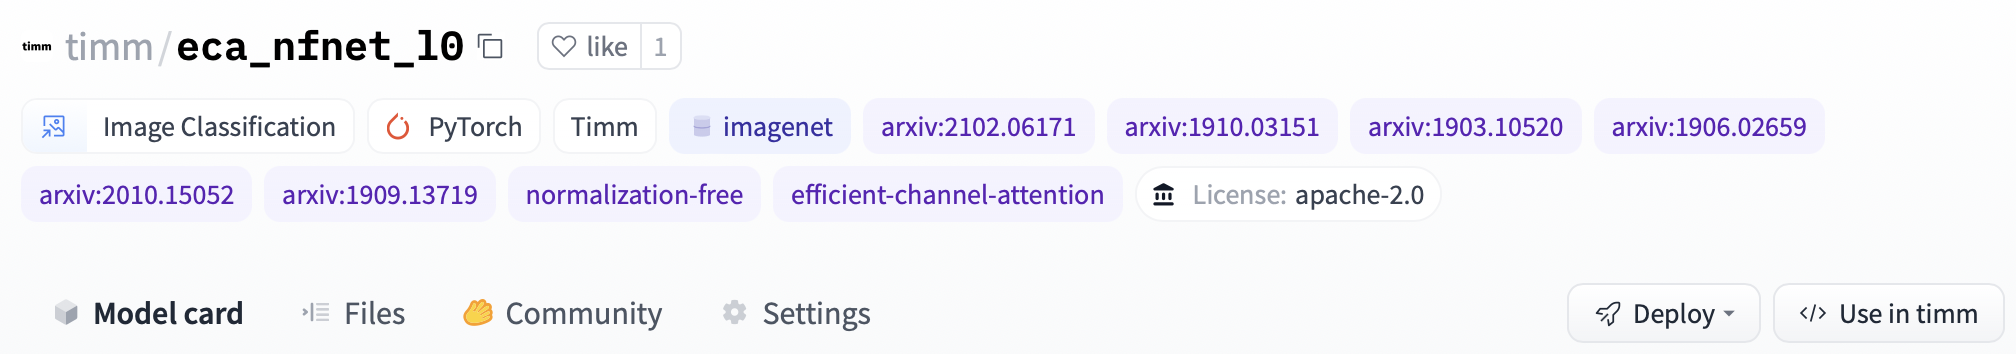 timm timm/eca_nfnet_l0 like 1
Image Classification PyTorch Timm imagenet arxiv:2102.06171 arxiv:1910.03151 arxiv:1903.10520 arxiv:1906.02659
arxiv:2010.15052 arxiv:1909.13719 normalization-free efficient-channel-attention License: apache-2.0
Model card Files Community Settings Deploy </> Use in timm